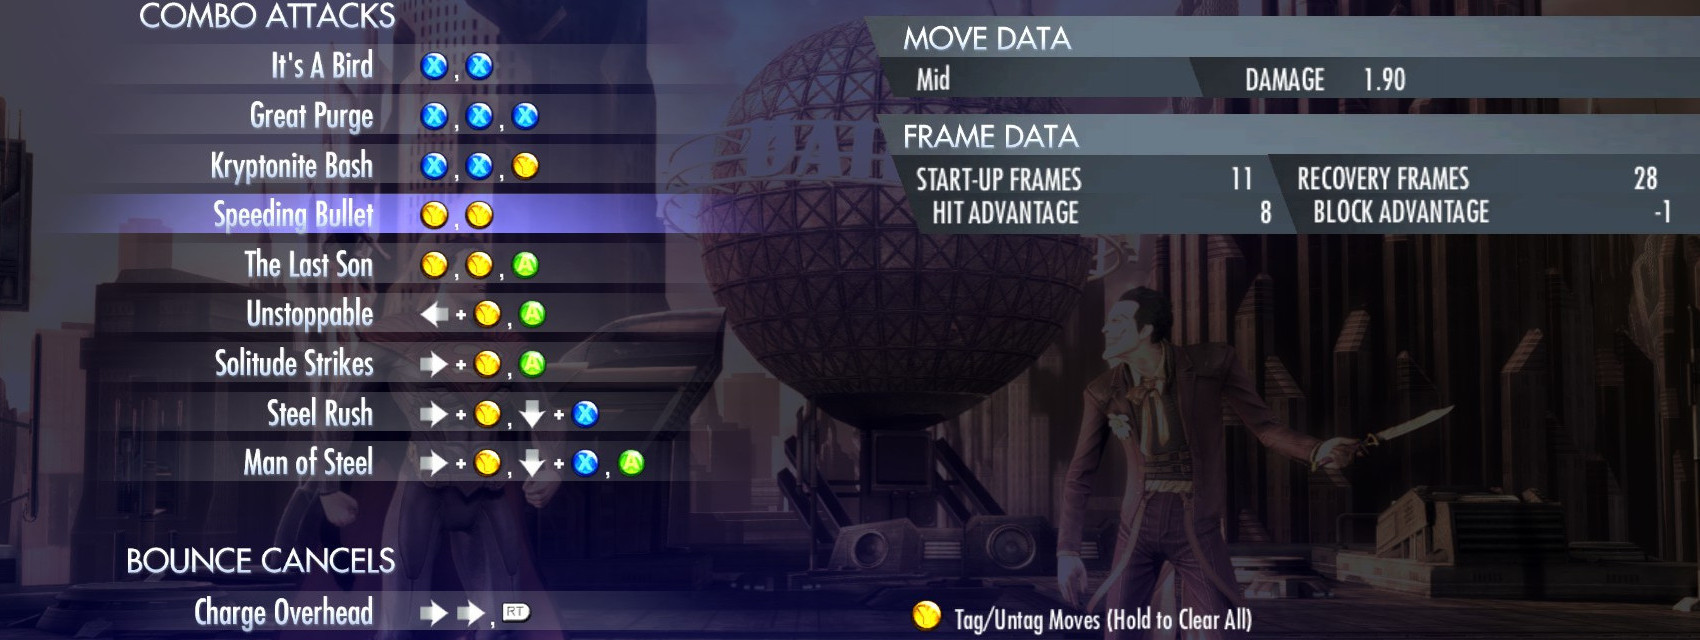 COMBO ATTACKS
It's A Bird X, X
Great Purge X, X, X
Kryptonite Bash X, X, Y
Speeding Bullet Y, Y
The Last Son Y, Y, A
Unstoppable ← + Y, A
Solitude Strikes → + Y, A
Steel Rush → + Y, ↓ + X
Man of Steel → + Y, ↓ + X, A
BOUNCE CANCELS
Charge Overhead → →, RT
MOVE DATA
Mid DAMAGE 1.90
FRAME DATA
START-UP FRAMES 11 RECOVERY FRAMES 28
HIT ADVANTAGE 8 BLOCK ADVANTAGE -1
Y Tag/Untag Moves (Hold to Clear All)